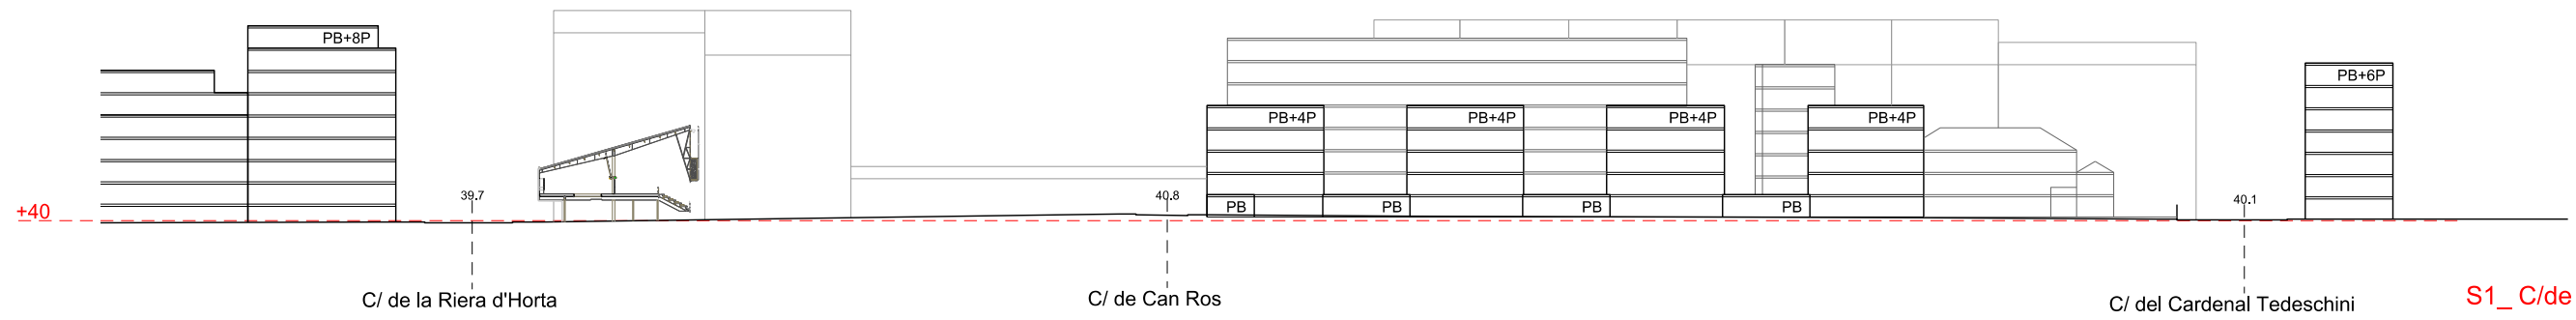 PB+8P
PB+6P
PB+4P PB+4P PB+4P PB+4P
39.7 40.8 40.1
PB PB PB PB
+40
C/ de la Riera d'Horta
C/ de Can Ros
C/ del Cardenal Tedeschini
S1_ C/de